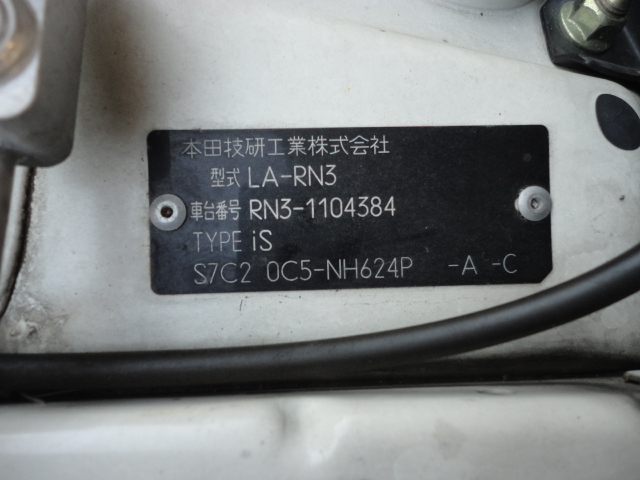 本田技研工業株式会社
型式 LA-RN3
車台番号 RN3-1104384
TYPE iS
S7C2 0C5-NH624P -A -C